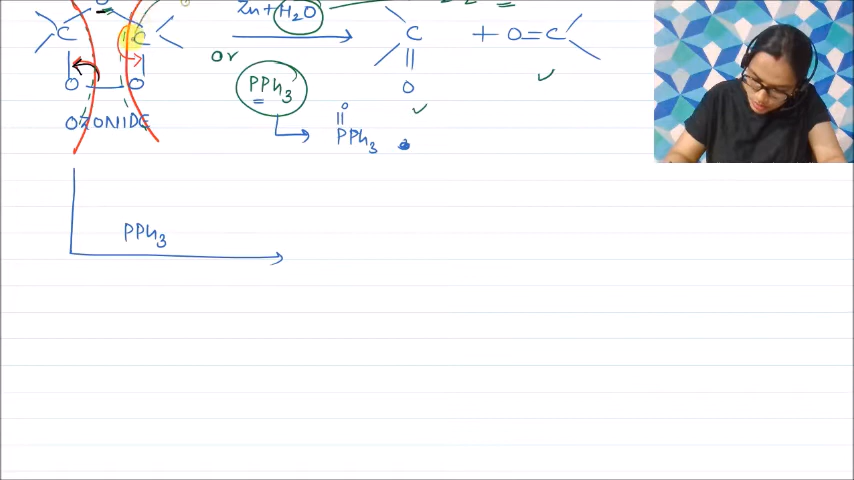 Zn + H₂O
C C C + O=C
or
O O PPh₃ O
OZONIDE O
PPh₃
PPh₃